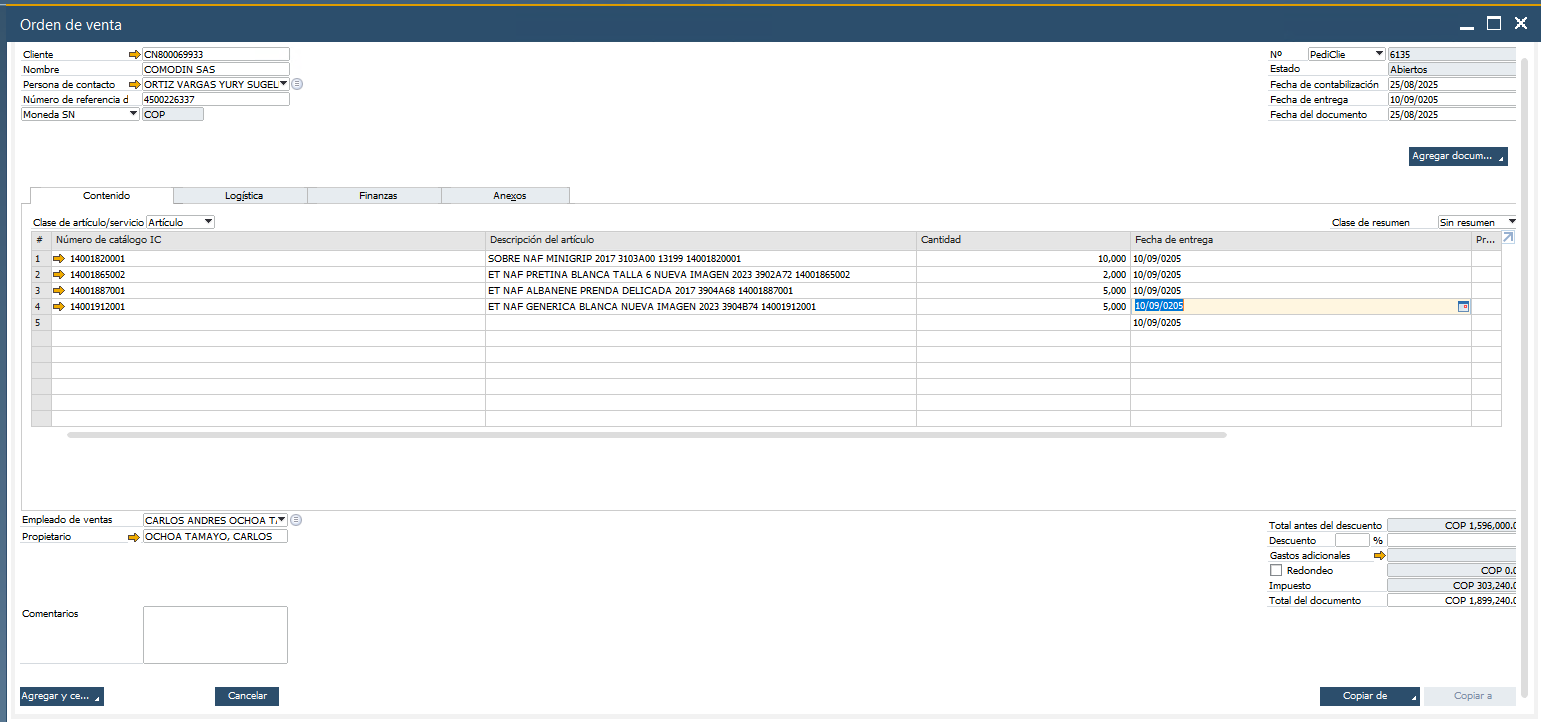 Orden de venta
Cliente CN800069933
Nombre COMODIN SAS
Persona de contacto ORTIZ VARGAS YURY SUGEL
Número de referencia d 4500226337
Moneda SN COP
Nº PediClie 6135
Estado Abiertos
Fecha de contabilización 25/08/2025
Fecha de entrega 10/09/0205
Fecha del documento 25/08/2025
Agregar docum...
Contenido Logística Finanzas Anexos
Clase de artículo/servicio Artículo Clase de resumen Sin resumen
# Número de catálogo IC Descripción del artículo Cantidad Fecha de entrega Pr...
1 14001820001 SOBRE NAF MINIGRIP 2017 3103A00 13199 14001820001 10,000 10/09/0205
2 14001865002 ET NAF PRETINA BLANCA TALLA 6 NUEVA IMAGEN 2023 3902A72 14001865002 2,000 10/09/0205
3 14001887001 ET NAF ALBANENE PRENDA DELICADA 2017 3904A68 14001887001 5,000 10/09/0205
4 14001912001 ET NAF GENERICA BLANCA NUEVA IMAGEN 2023 3904B74 14001912001 5,000 10/09/0205
5 10/09/0205
Empleado de ventas CARLOS ANDRES OCHOA T
Propietario OCHOA TAMAYO, CARLOS
Total antes del descuento COP 1,596,000.0
Descuento %
Gastos adicionales
Redondeo COP 0.0
Impuesto COP 303,240.0
Total del documento COP 1,899,240.0
Comentarios
Agregar y ce... Cancelar Copiar de Copiar a